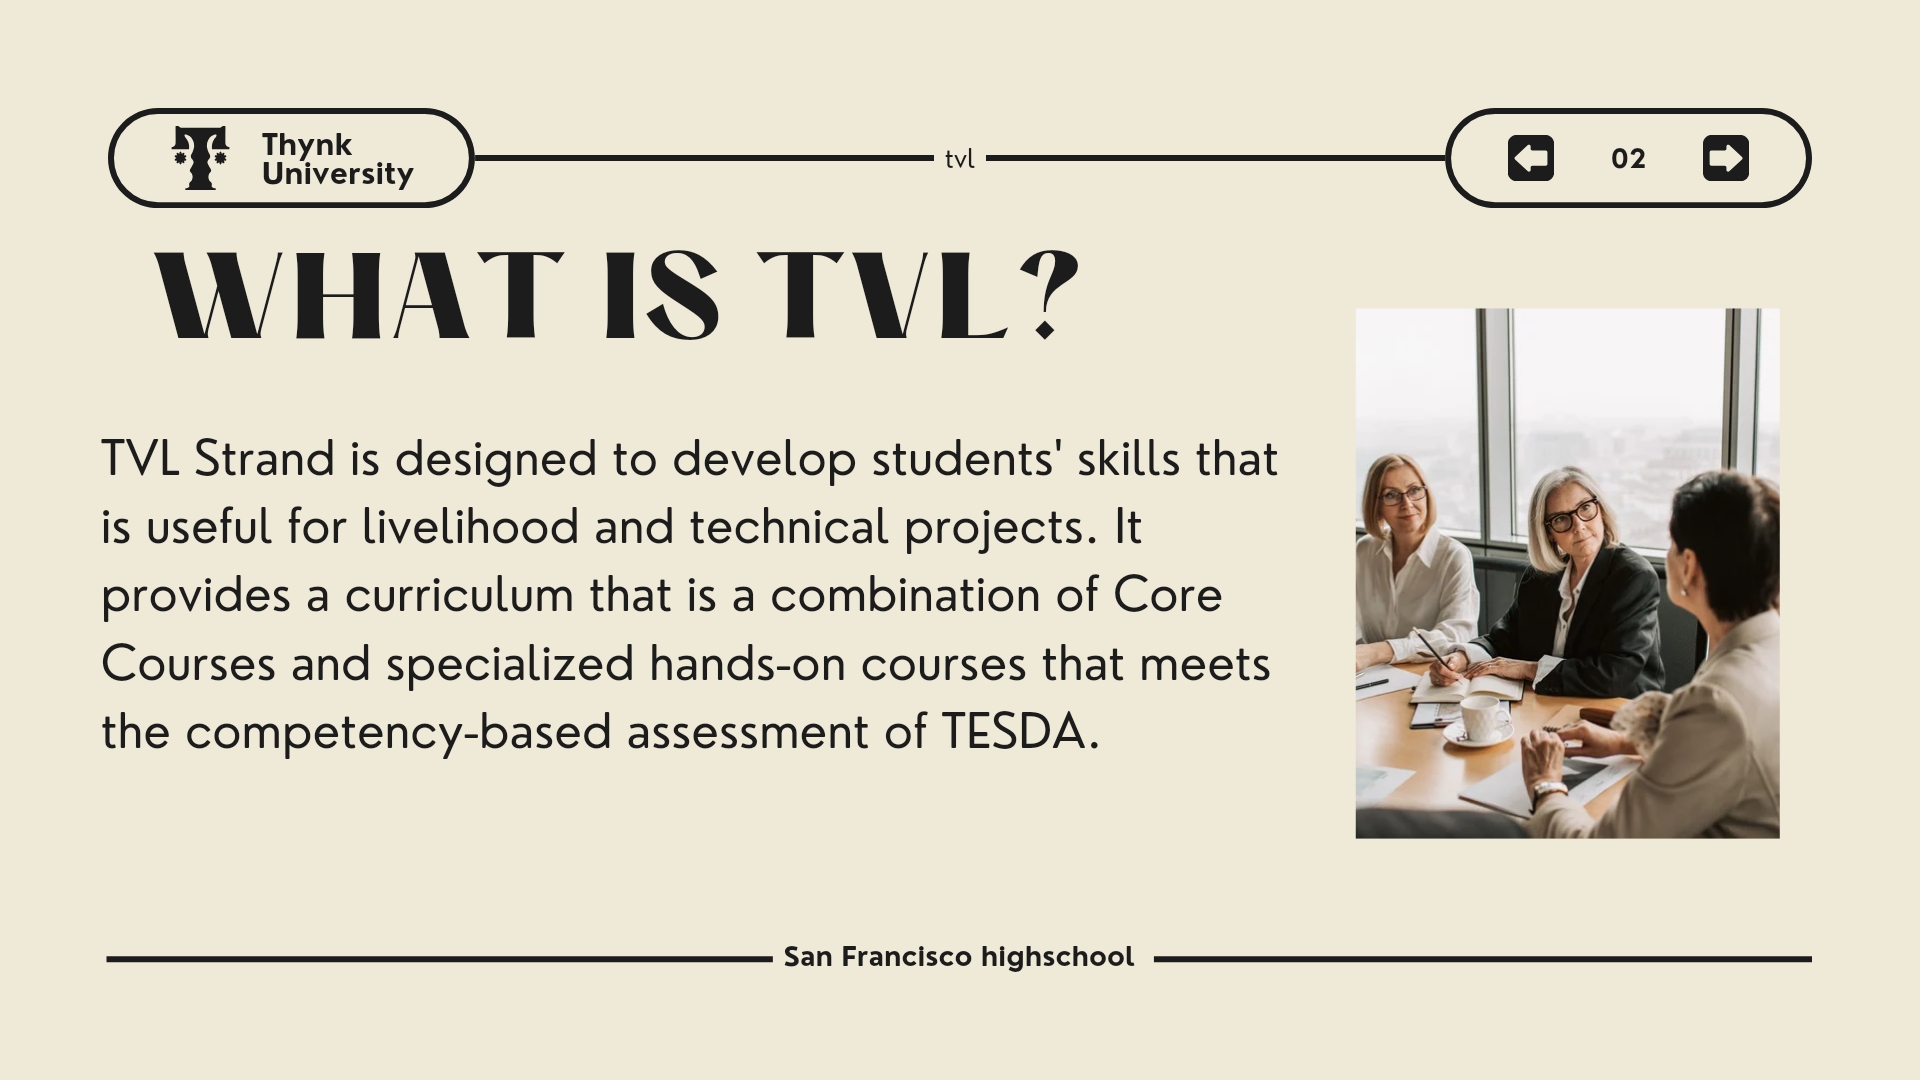 Thynk
University
tvl
02
WHAT IS TVL?
TVL Strand is designed to develop students' skills that
is useful for livelihood and technical projects. It
provides a curriculum that is a combination of Core
Courses and specialized hands-on courses that meets
the competency-based assessment of TESDA.
San Francisco highschool